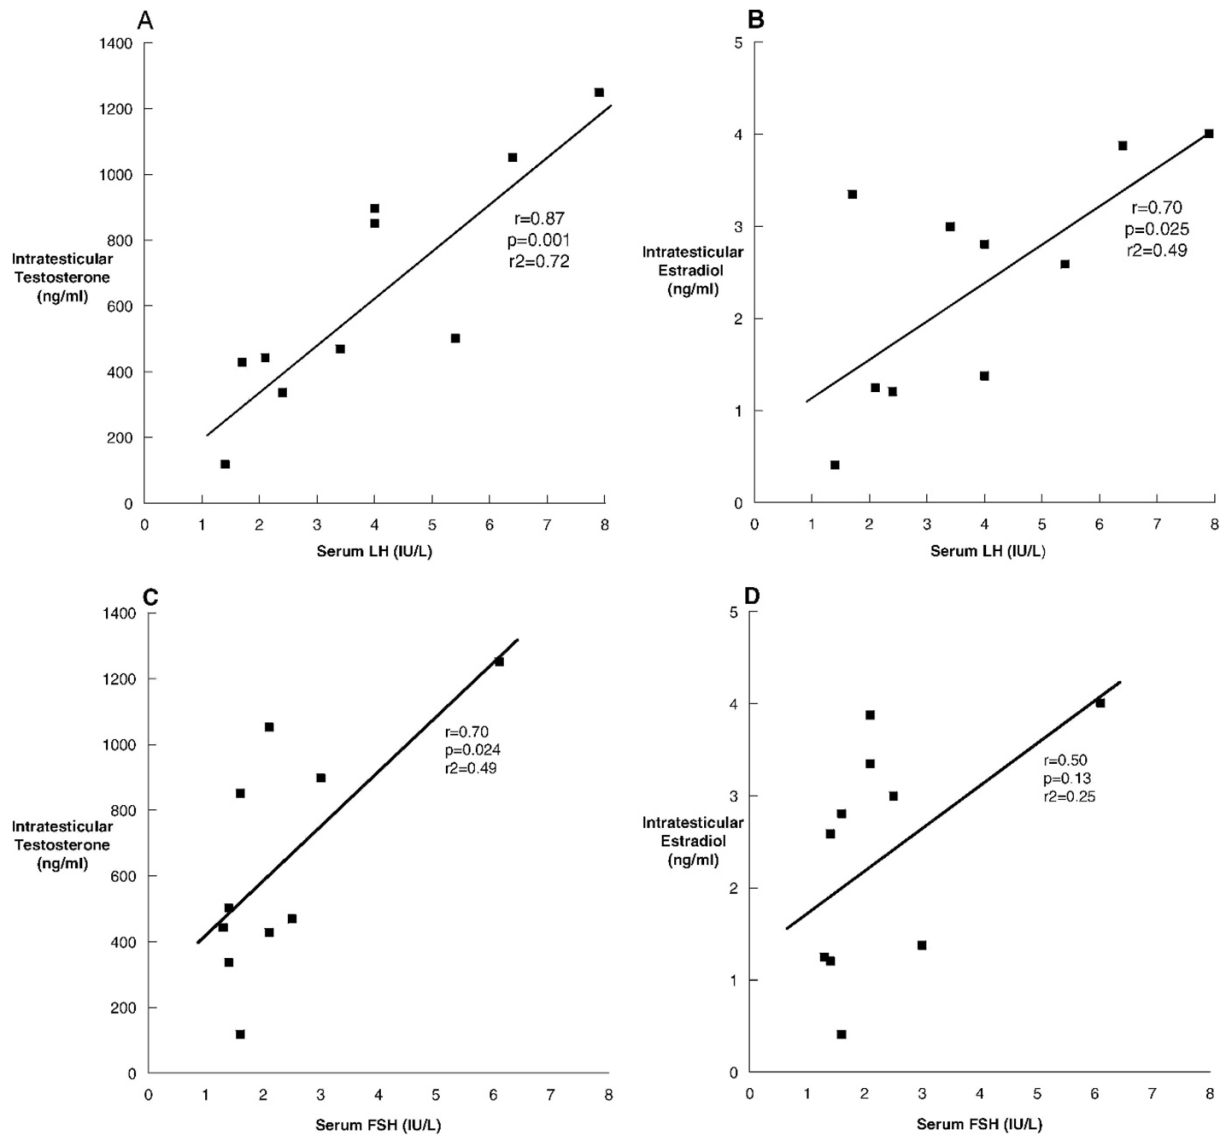 A
1400
1200
1000
800
600
400
200
0
Intratesticular
Testosterone
(ng/ml)
r=0.87
p=0.001
r2=0.72
0 1 2 3 4 5 6 7 8
Serum LH (IU/L)
B
5
4
3
2
1
0
Intratesticular
Estradiol
(ng/ml)
r=0.70
p=0.025
r2=0.49
0 1 2 3 4 5 6 7 8
Serum LH (IU/L)
C
1400
1200
1000
800
600
400
200
0
Intratesticular
Testosterone
(ng/ml)
r=0.70
p=0.024
r2=0.49
0 1 2 3 4 5 6 7 8
Serum FSH (IU/L)
D
5
4
3
2
1
0
Intratesticular
Estradiol
(ng/ml)
r=0.50
p=0.13
r2=0.25
0 1 2 3 4 5 6 7 8
Serum FSH (IU/L)